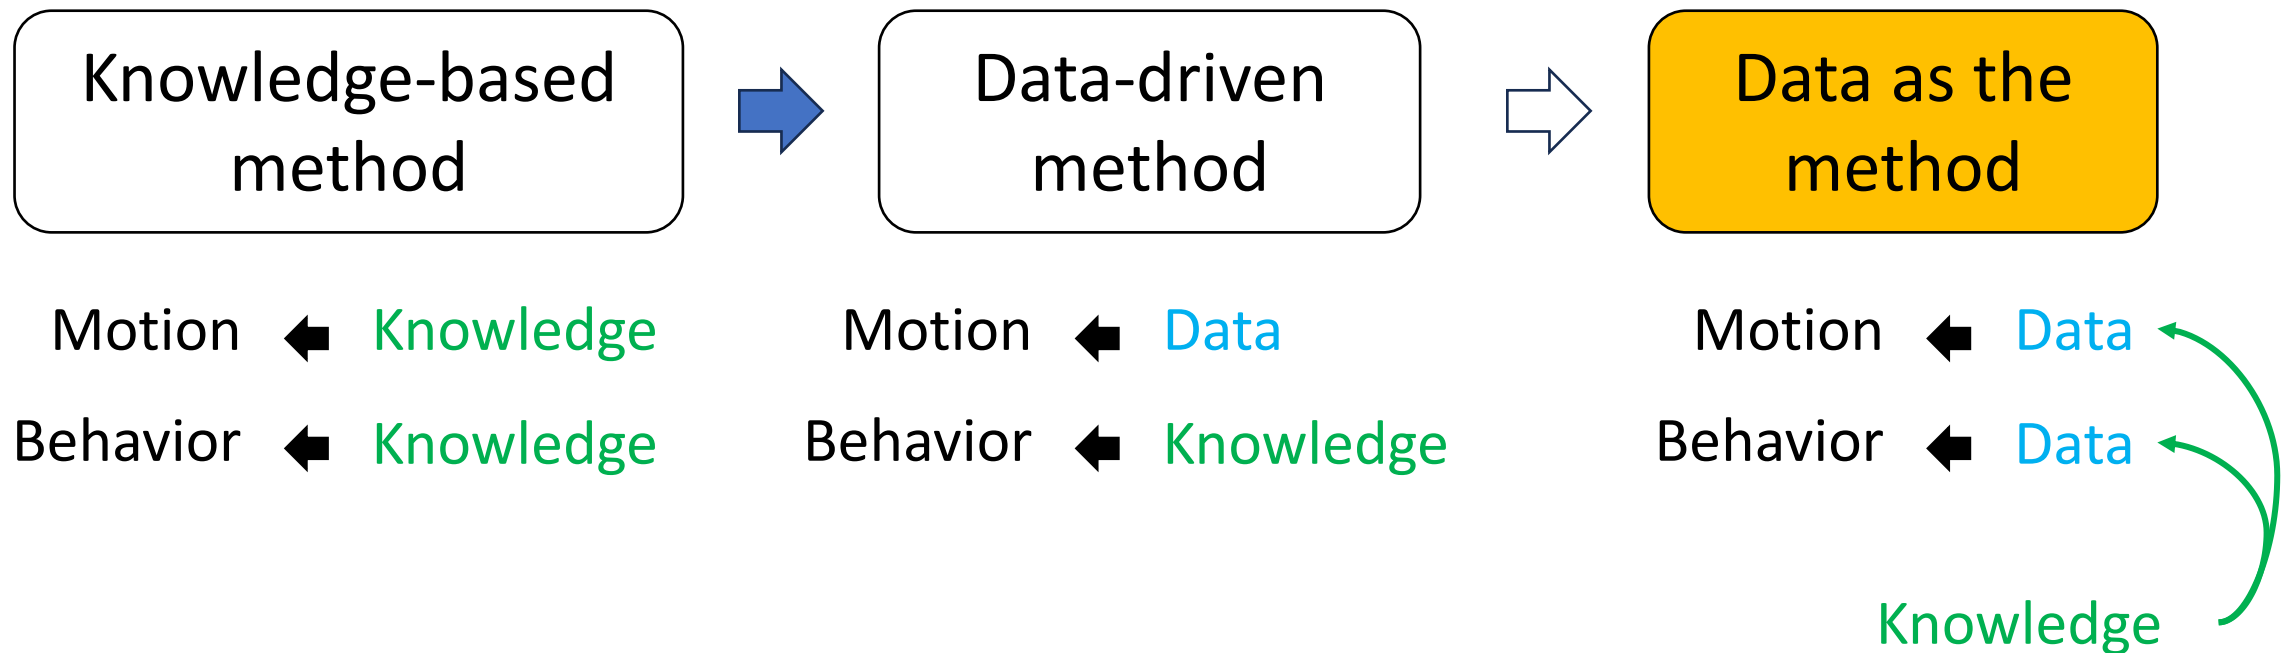 Knowledge-based
method
Data-driven
method
Data as the
method
Motion Knowledge
Behavior Knowledge
Motion Data
Behavior Knowledge
Motion Data
Behavior Data
Knowledge